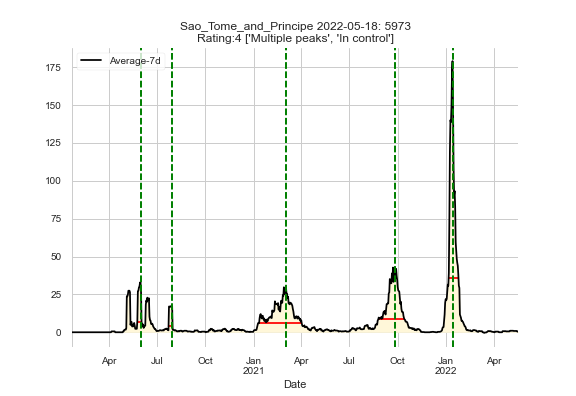 Sao_Tome_and_Principe 2022-05-18: 5973
Rating:4 ['Multiple peaks', 'In control']
Average-7d
175
150
125
100
75
50
25
0
Apr Jul Oct Jan Apr Jul Oct Jan Apr
2021 2022
Date